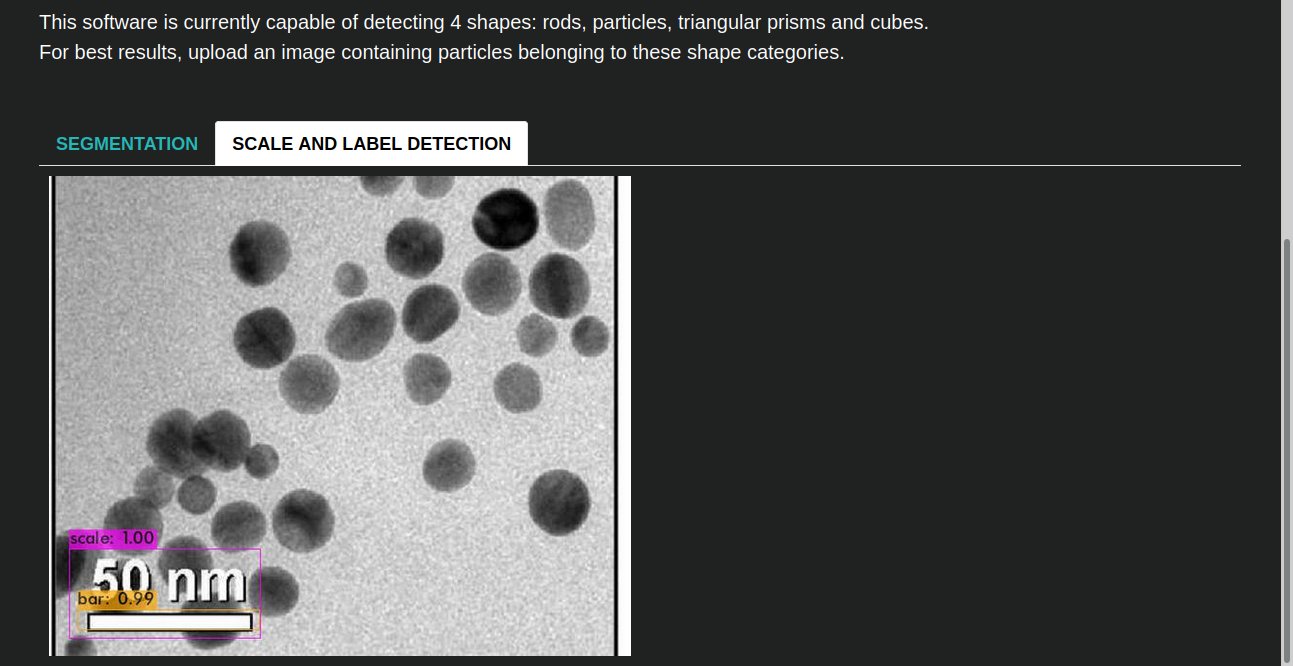 This software is currently capable of detecting 4 shapes: rods, particles, triangular prisms and cubes.
For best results, upload an image containing particles belonging to these shape categories.
SEGMENTATION
SCALE AND LABEL DETECTION
scale: 1.00
50 nm
bar: 0.99